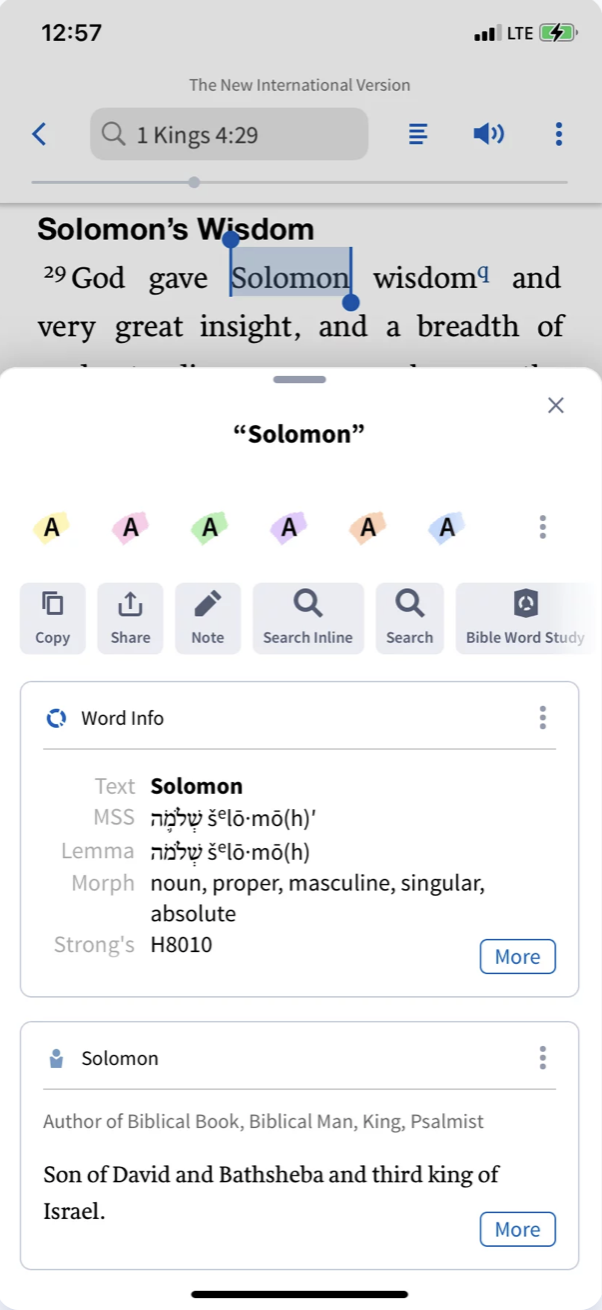 12:57 LTE
The New International Version
1 Kings 4:29
Solomon's Wisdom
29 God gave Solomon wisdomq and
very great insight, and a breadth of
“Solomon”
A A A A A A
Copy Share Note Search Inline Search Bible Word Study
Word Info
Text Solomon
MSS שְׁלֹמֹ֛ה šᵉlō·mō(h)ʹ
Lemma שְׁלֹמֹה šᵉlō·mō(h)
Morph noun, proper, masculine, singular,
absolute
Strong's H8010
More
Solomon
Author of Biblical Book, Biblical Man, King, Psalmist
Son of David and Bathsheba and third king of
Israel.
More